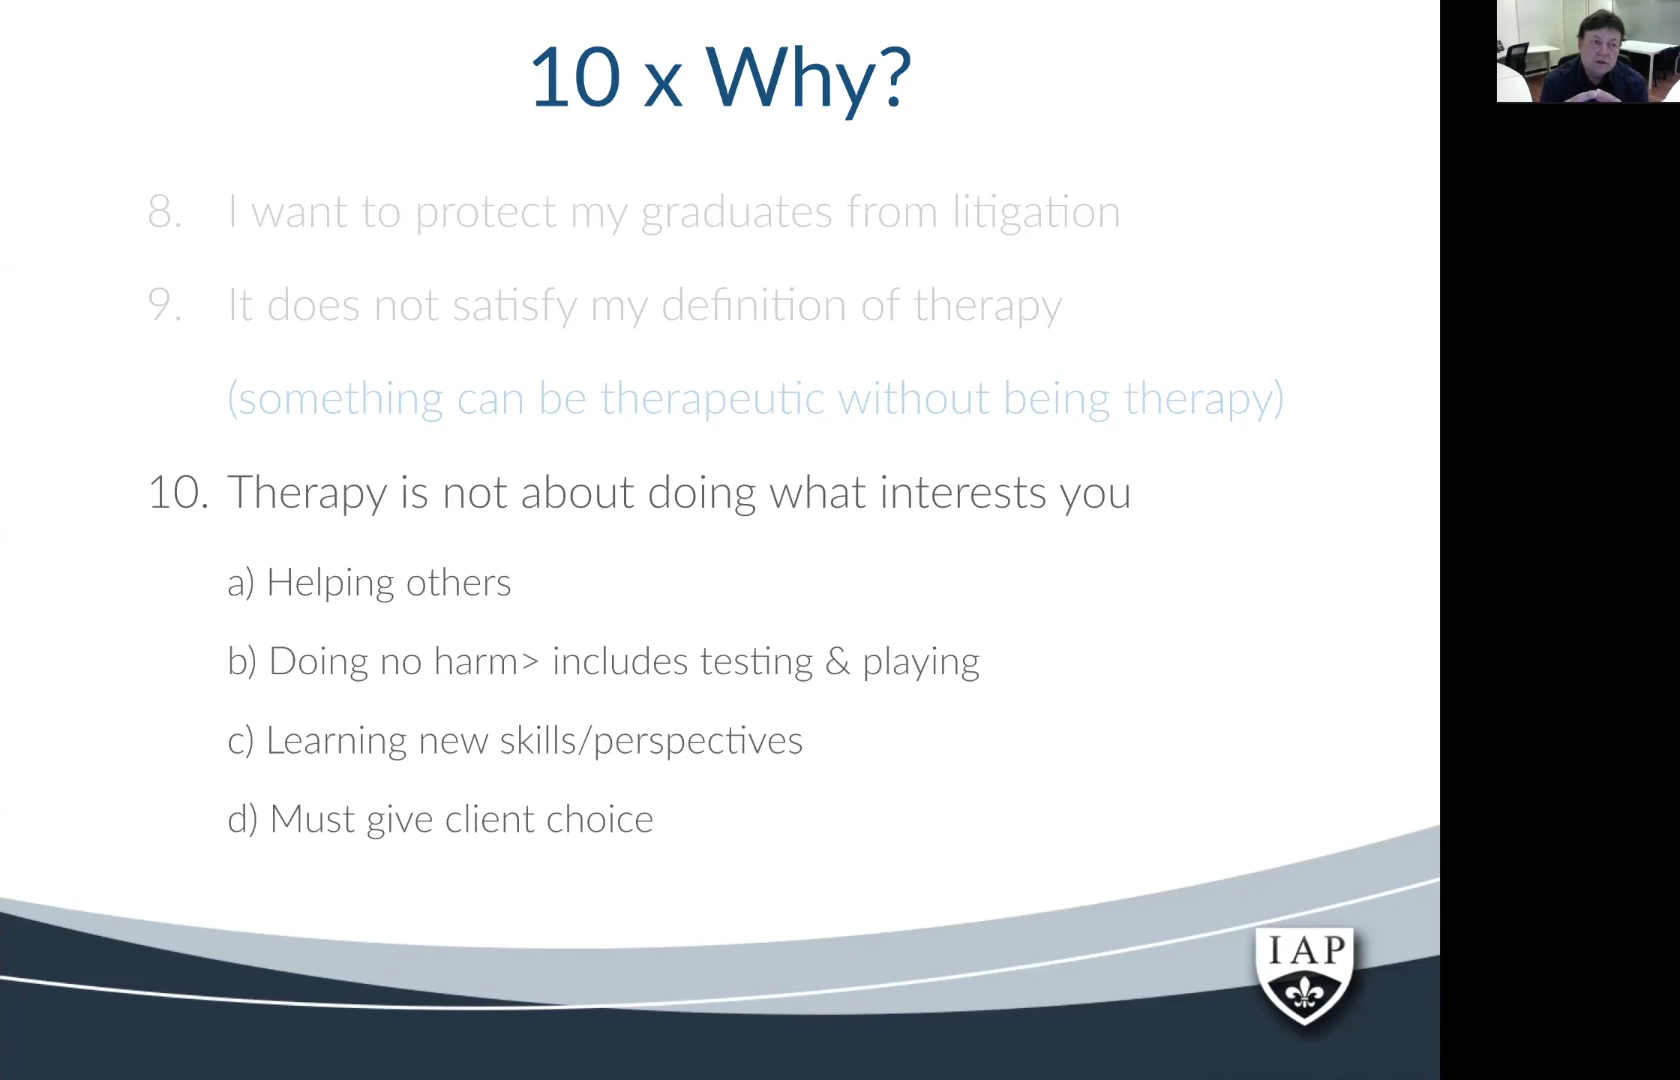 10 x Why?
8. I want to protect my graduates from litigation
9. It does not satisfy my definition of therapy
(something can be therapeutic without being therapy)
10. Therapy is not about doing what interests you
a) Helping others
b) Doing no harm> includes testing & playing
c) Learning new skills/perspectives
d) Must give client choice
IAP